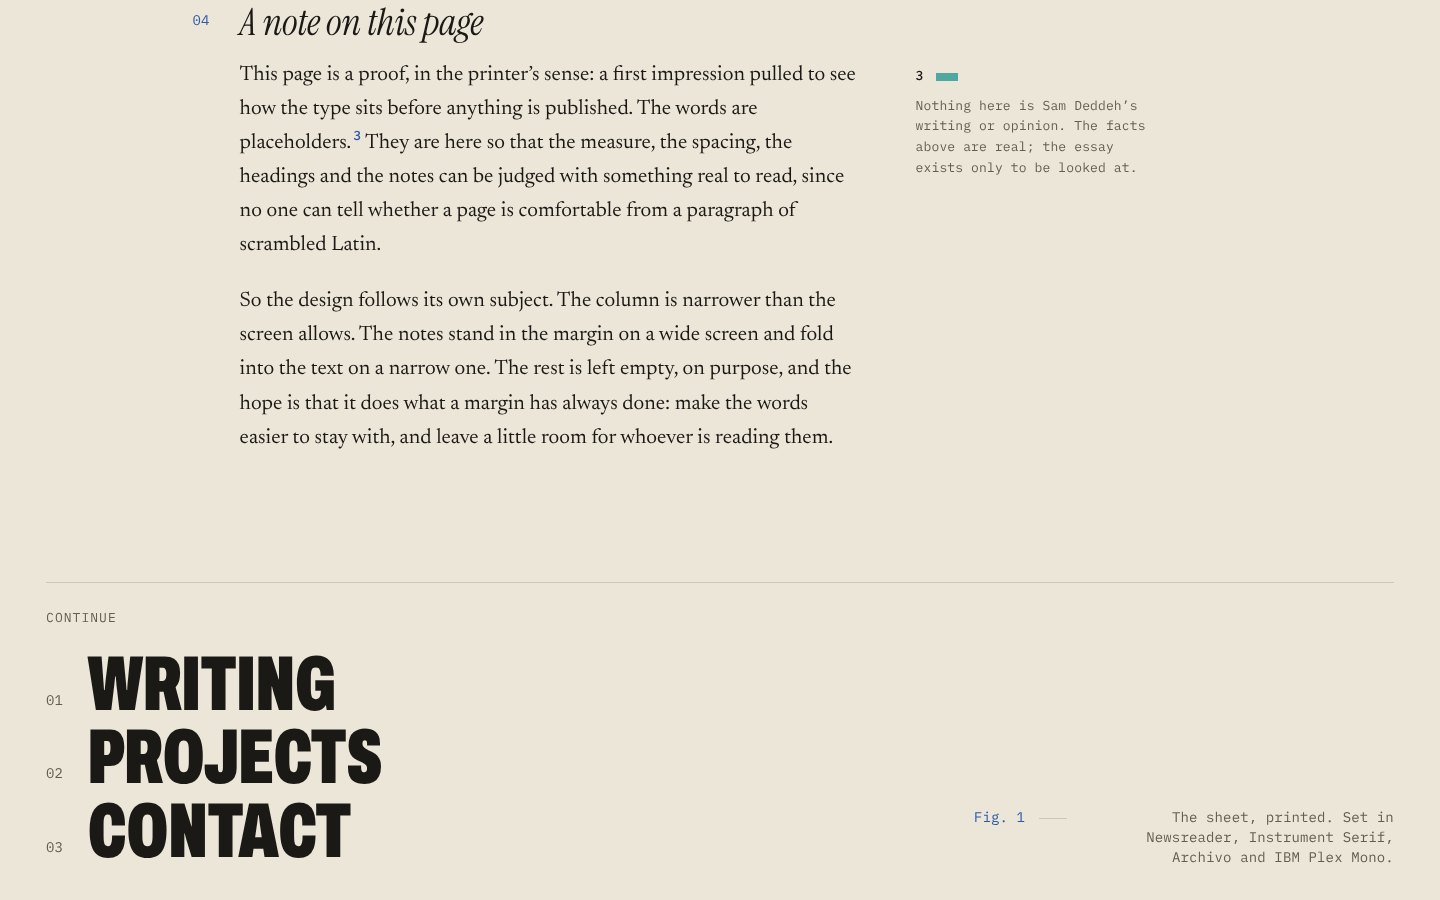 04 A note on this page
This page is a proof, in the printer’s sense: a first impression pulled to see
how the type sits before anything is published. The words are
placeholders.3 They are here so that the measure, the spacing, the
headings and the notes can be judged with something real to read, since
no one can tell whether a page is comfortable from a paragraph of
scrambled Latin.
3
Nothing here is Sam Deddeh’s
writing or opinion. The facts
above are real; the essay
exists only to be looked at.
So the design follows its own subject. The column is narrower than the
screen allows. The notes stand in the margin on a wide screen and fold
into the text on a narrow one. The rest is left empty, on purpose, and the
hope is that it does what a margin has always done: make the words
easier to stay with, and leave a little room for whoever is reading them.
CONTINUE
01 WRITING
02 PROJECTS
03 CONTACT
Fig. 1
The sheet, printed. Set in
Newsreader, Instrument Serif,
Archivo and IBM Plex Mono.